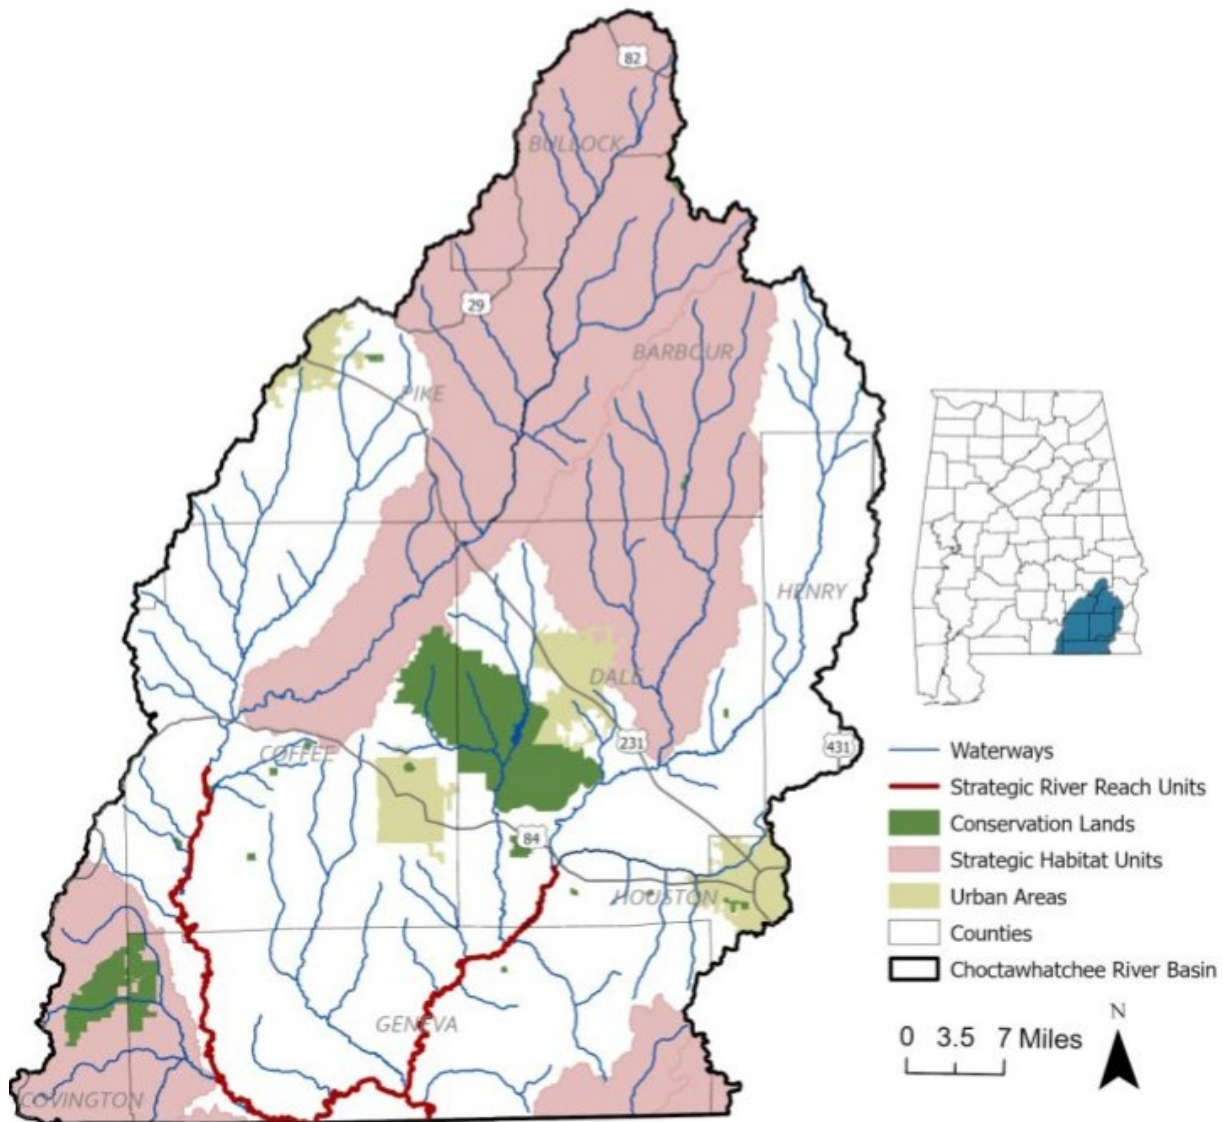 82
BULLOCK
29
BARBOUR
PIKE
HENRY
DALE
231
431
COFFEE
84
HOUSTON
GENEVA
COVINGTON
Waterways
Strategic River Reach Units
Conservation Lands
Strategic Habitat Units
Urban Areas
Counties
Choctawhatchee River Basin
N
0 3.5 7 Miles